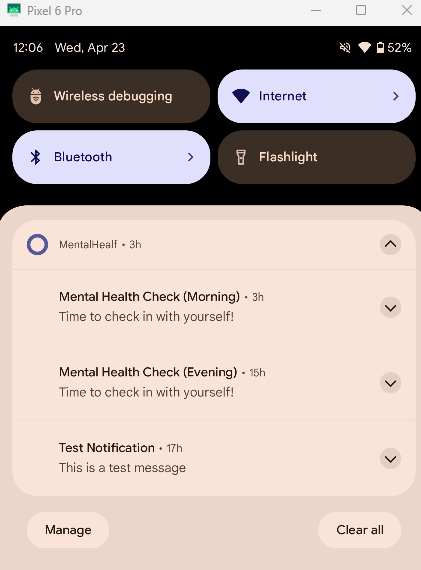 Pixel 6 Pro
12:06 Wed, Apr 23 52%
Wireless debugging
Internet
Bluetooth
Flashlight
MentalHealf • 3h
Mental Health Check (Morning) • 3h
Time to check in with yourself!
Mental Health Check (Evening) • 15h
Time to check in with yourself!
Test Notification • 17h
This is a test message
Manage
Clear all